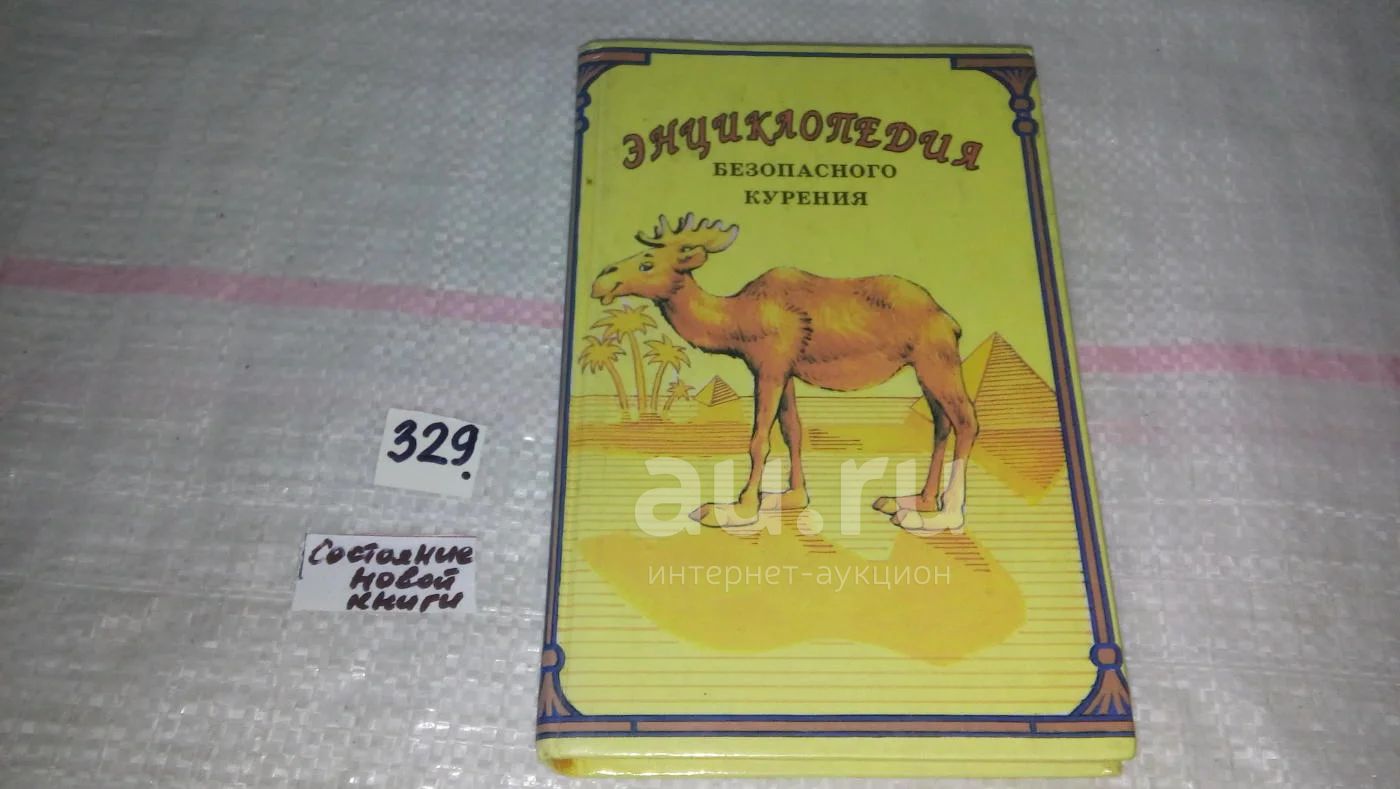 ЭНЦИКЛОПЕДИЯ
БЕЗОПАСНОГО
КУРЕНИЯ
329.
Состояние
новой
книги
au.ru
интернет-аукцион